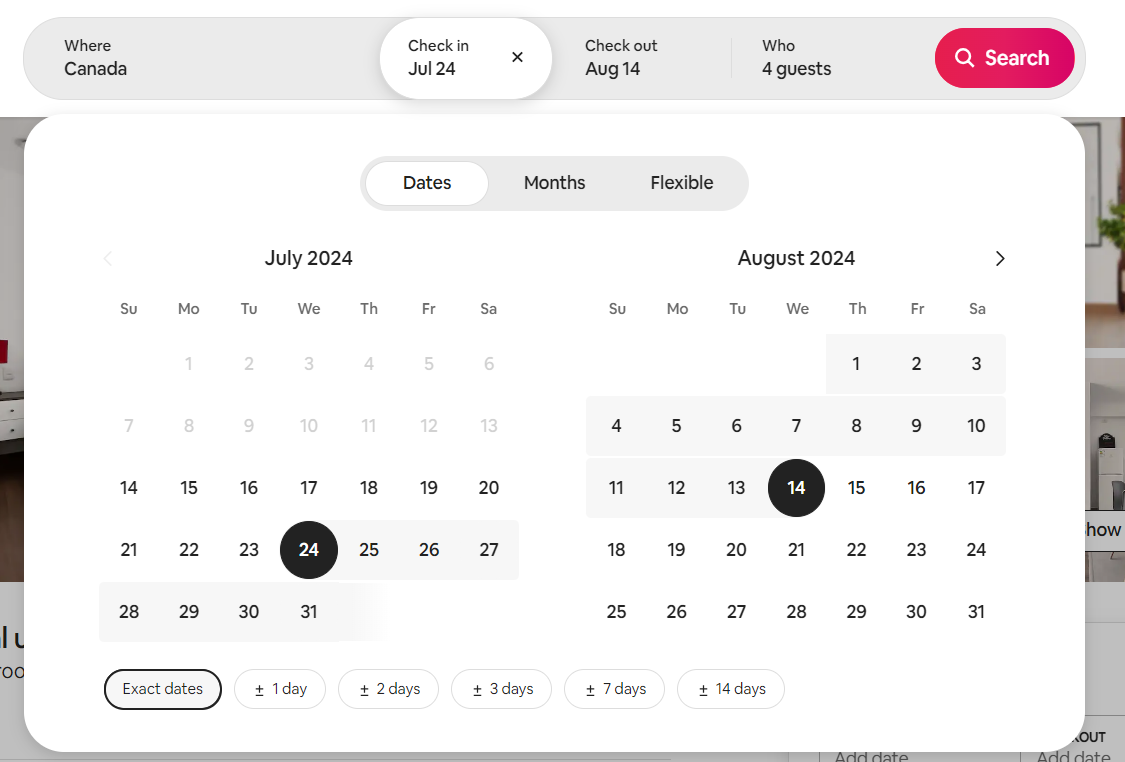 Where
Canada
Check in
Jul 24
Check out
Aug 14
Who
4 guests
Search
Dates
Months
Flexible
July 2024
Su Mo Tu We Th Fr Sa
1 2 3 4 5 6
7 8 9 10 11 12 13
14 15 16 17 18 19 20
21 22 23 24 25 26 27
28 29 30 31
August 2024
Su Mo Tu We Th Fr Sa
1 2 3
4 5 6 7 8 9 10
11 12 13 14 15 16 17
18 19 20 21 22 23 24
25 26 27 28 29 30 31
Exact dates
± 1 day
± 2 days
± 3 days
± 7 days
± 14 days
Add date
Add date